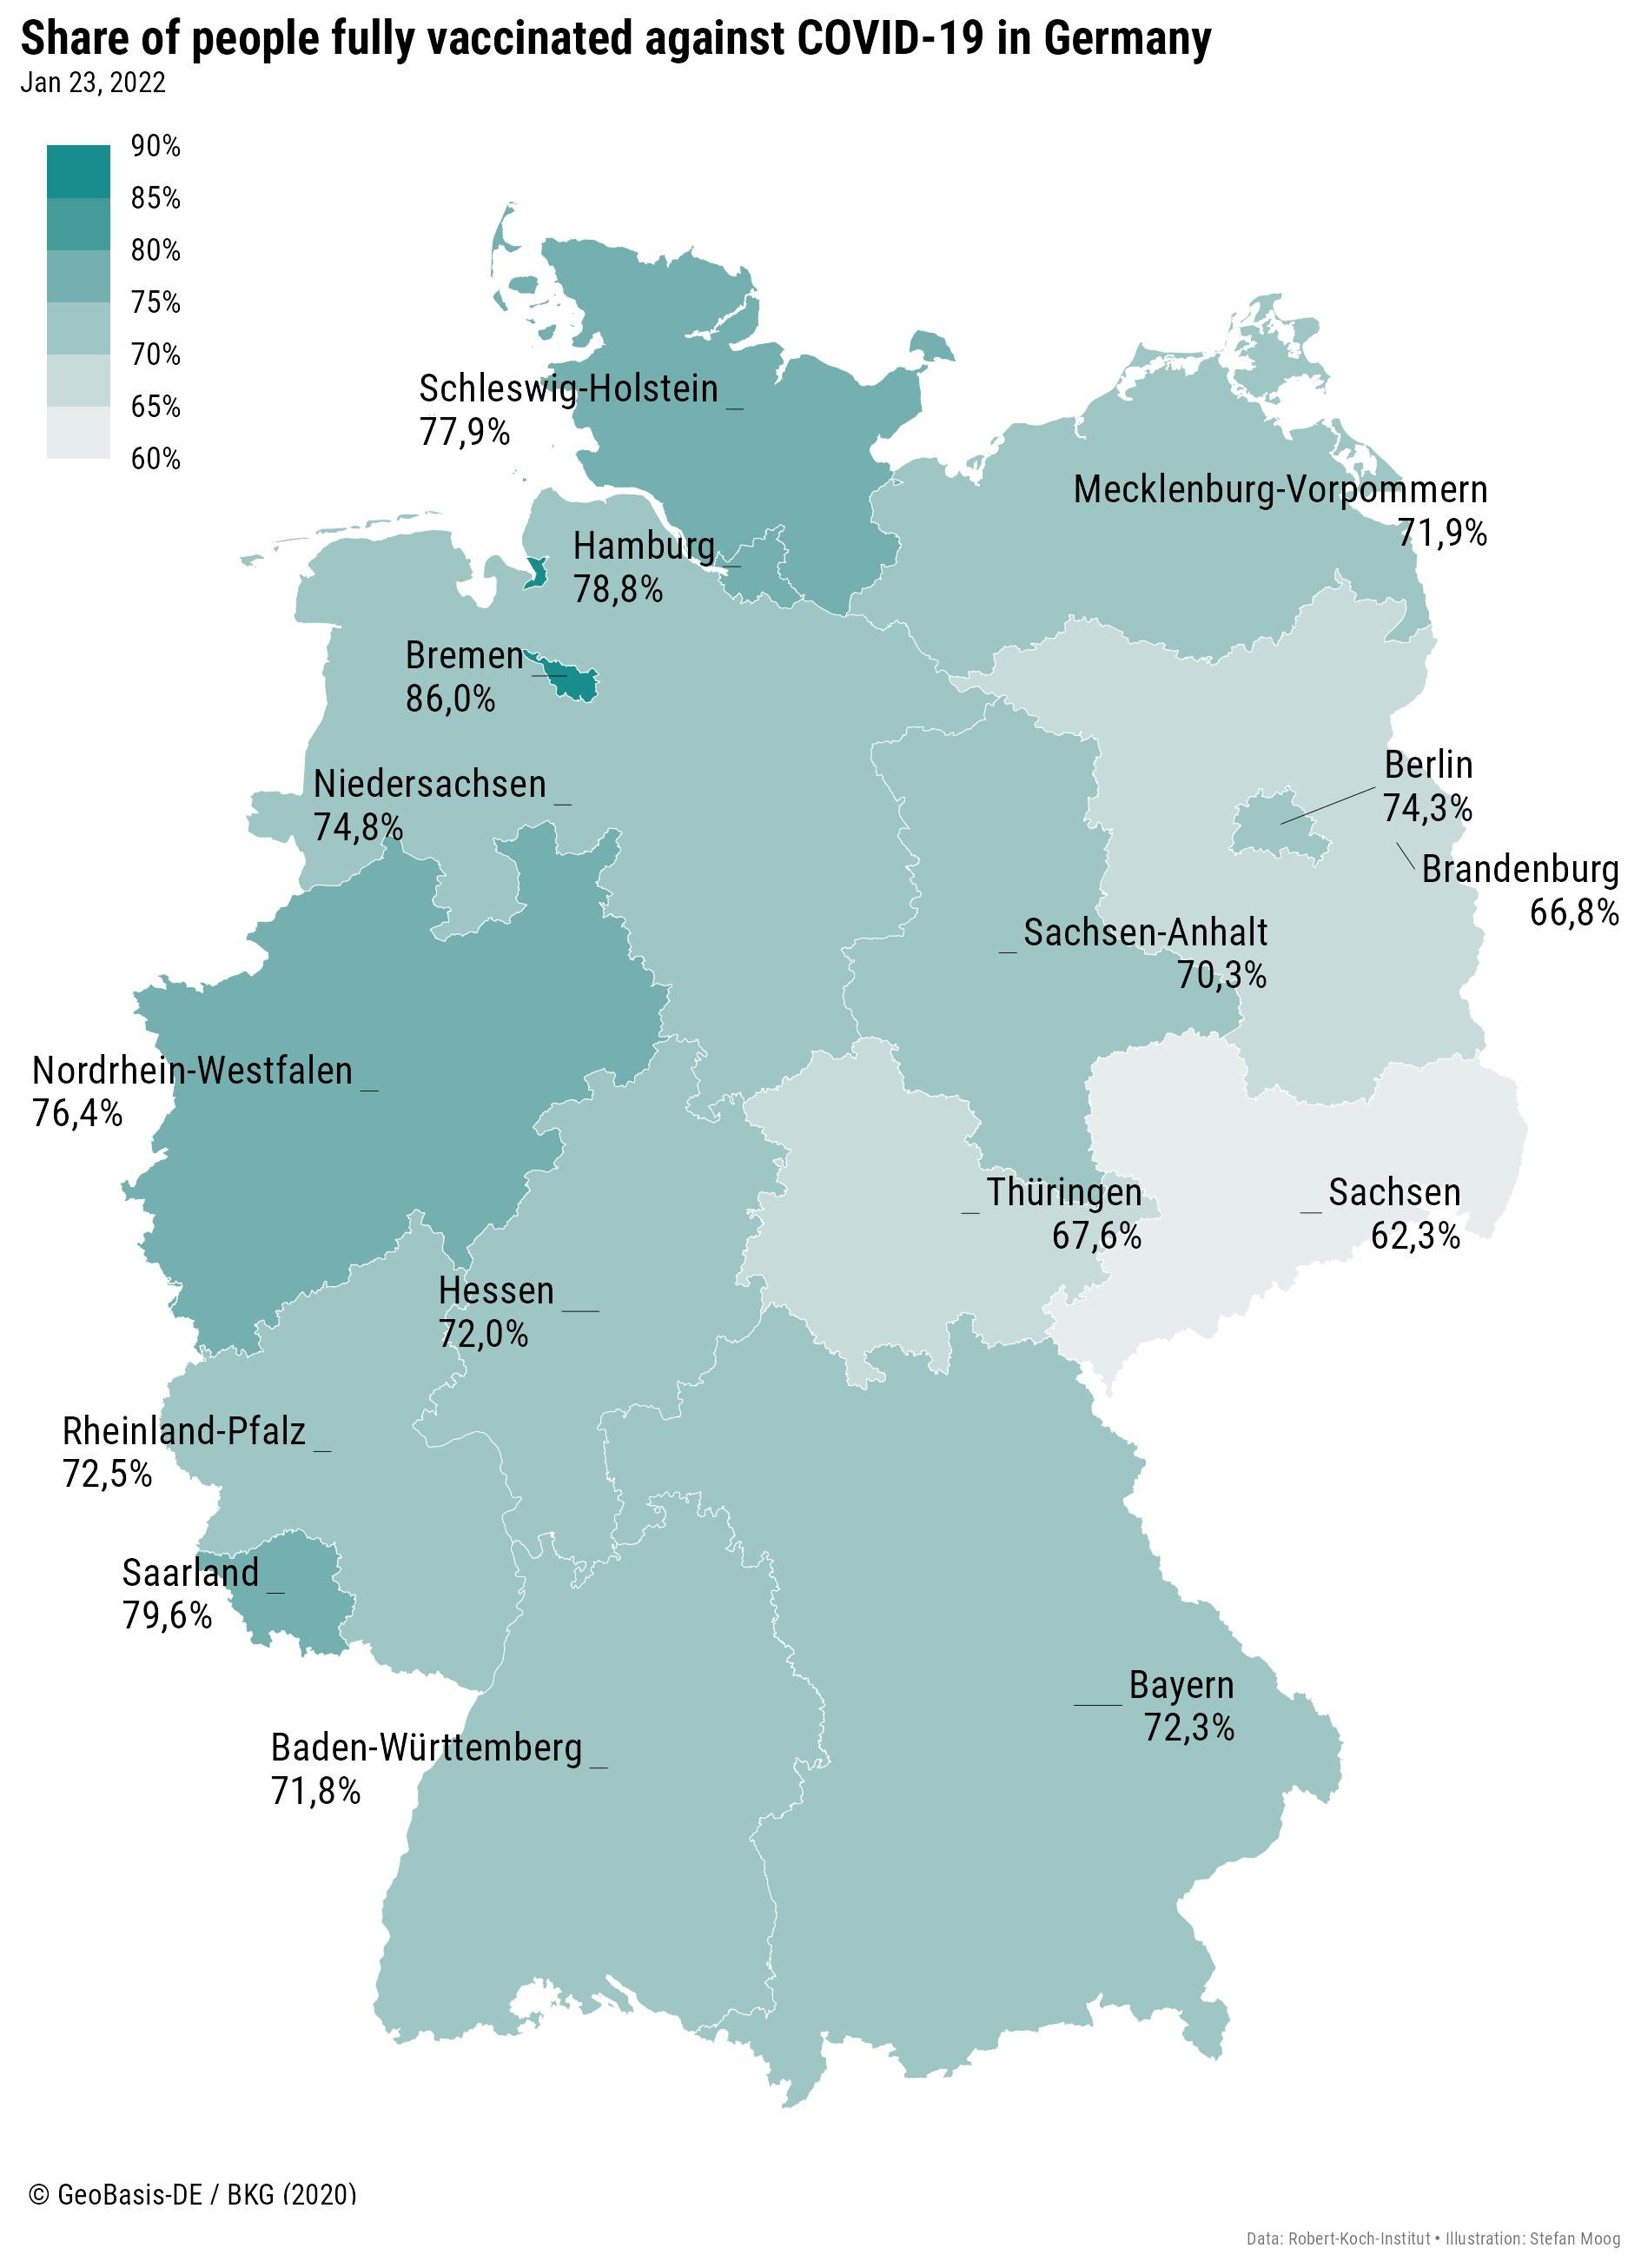 Share of people fully vaccinated against COVID-19 in Germany
Jan 23, 2022
90%
85%
80%
75%
70%
65%
60%
Schleswig-Holstein
77,9%
Mecklenburg-Vorpommern
71,9%
Hamburg
78,8%
Bremen
86,0%
Niedersachsen
74,8%
Berlin
74,3%
Brandenburg
66,8%
Sachsen-Anhalt
70,3%
Nordrhein-Westfalen
76,4%
Thüringen
67,6%
Sachsen
62,3%
Hessen
72,0%
Rheinland-Pfalz
72,5%
Saarland
79,6%
Bayern
72,3%
Baden-Württemberg
71,8%
© GeoBasis-DE / BKG (2020)
Data: Robert-Koch-Institut • Illustration: Stefan Moog